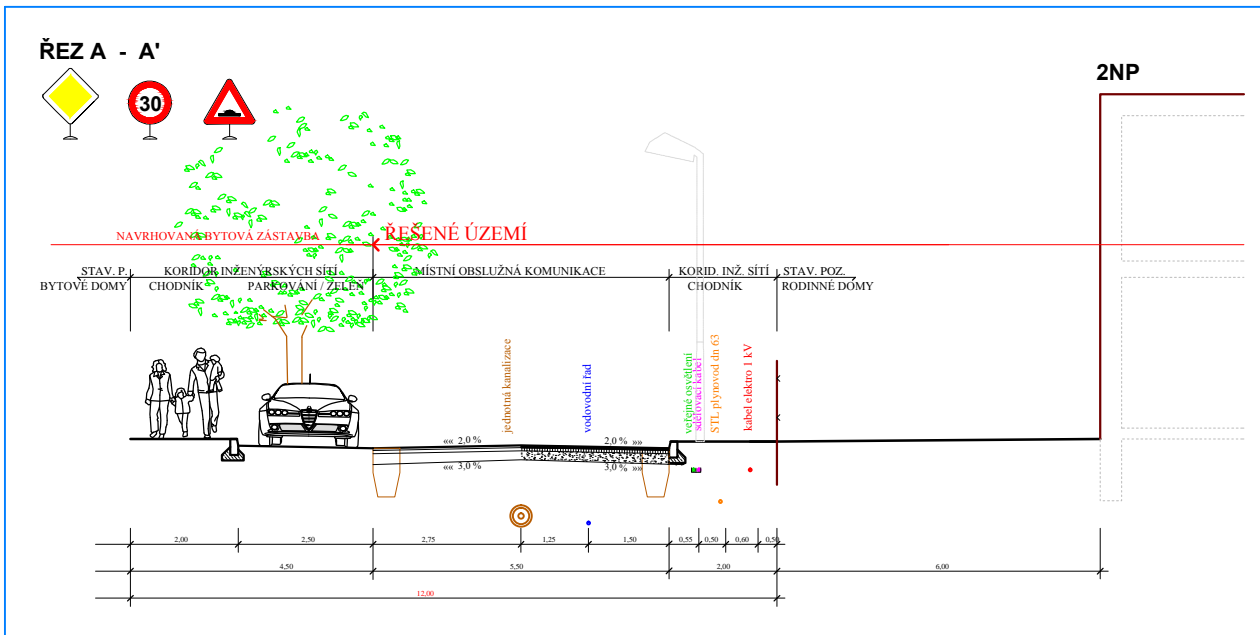 ŘEZ A - A'
30
2NP
NAVRHOVANÁ BYTOVÁ ZÁSTAVBA
ŘEŠENÉ ÚZEMÍ
STAV. P.
BYTOVÉ DOMY
KORIDOR INŽENÝRSKÝCH SÍTÍ
CHODNÍK
PARKOVÁNÍ / ZELEŇ
MÍSTNÍ OBSLUŽNÁ KOMUNIKACE
KORID. INŽ. SÍTÍ
CHODNÍK
STAV. POZ.
RODINNÉ DOMY
jednotná kanalizace
vodovodní řad
veřejné osvětlení
sdělovací kabel
STL plynovod dn 63
kabel elektro 1 kV
«« 2,0 %
2,0 % »»
«« 3,0 %
3,0 % »»
2,00
2,50
2,75
1,25
1,50
0,55
0,50
0,60
0,50
4,50
5,50
2,00
6,00
12,00